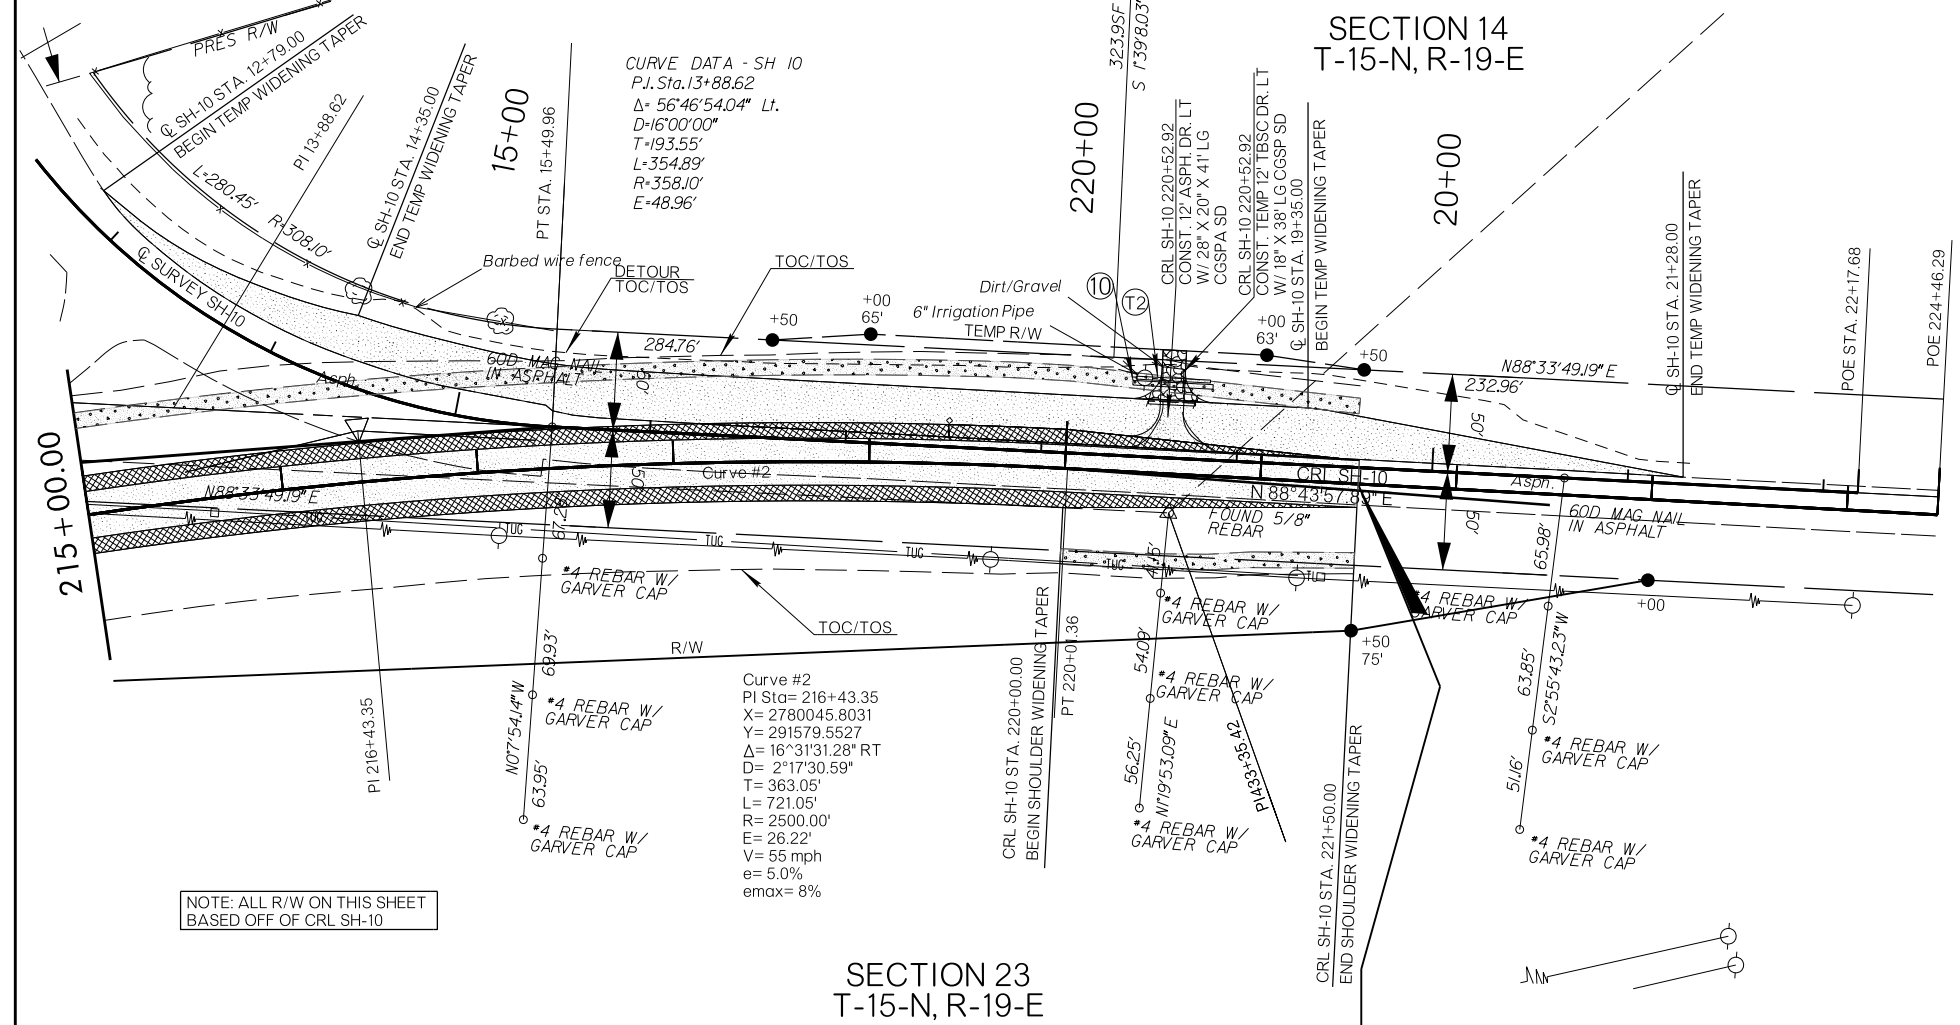 SECTION 14
T-15-N, R-19-E
PRES R/W
℄ SH-10 STA. 12+79.00
BEGIN TEMP WIDENING TAPER
PI 13+88.62
L=280.45'
R=308.10'
℄ SH-10 STA. 14+35.00
END TEMP WIDENING TAPER
15+00
PT STA. 15+49.96
CURVE DATA - SH 10
P.I. Sta. 13+88.62
Δ= 56°46'54.04" Lt.
D=16°00'00"
T=193.55'
L=354.89'
R=358.10'
E=48.96'
220+00
323.9SF
S 1°39'8.03"
CRL SH-10 220+52.92
CONST. 12' ASPH. DR. LT
W/ 28" X 20" X 41' LG
CGSPA SD
CRL SH-10 220+52.92
CONST. TEMP 12' TBSC DR. LT
W/ 18" X 38' LG CGSP SD
℄ SH-10 STA. 19+35.00
BEGIN TEMP WIDENING TAPER
20+00
℄ SH-10 STA. 21+28.00
END TEMP WIDENING TAPER
POE STA. 22+17.68
POE 224+46.29
℄ SURVEY SH-10
Barbed wire fence
DETOUR
TOC/TOS
TOC/TOS
Dirt/Gravel
6" Irrigation Pipe
TEMP R/W
10
T2
+50
+00
65'
+00
63'
+50
284.76'
N88°33'49.19" E
232.96'
60D MAG NAIL
IN ASPHALT
Asph.
50'
50'
50'
50'
Curve #2
CRL SH-10
N 88°43'57.89" E
Asph.
60D MAG NAIL
IN ASPHALT
N88°33'49.19" E
215+00.00
TUG
TUG
TUG
TUG
FOUND 5/8"
REBAR
#4 REBAR W/
GARVER CAP
#4 REBAR W/
GARVER CAP
#4 REBAR W/
GARVER CAP
+00
TOC/TOS
R/W
+50
75'
69.93'
63.95'
N0°7'54.14" W
#4 REBAR W/
GARVER CAP
#4 REBAR W/
GARVER CAP
PI 216+43.35
Curve #2
PI Sta= 216+43.35
X= 2780045.8031
Y= 291579.5527
Δ= 16^31'31.28" RT
D= 2°17'30.59"
T= 363.05'
L= 721.05'
R= 2500.00'
E= 26.22'
V= 55 mph
e= 5.0%
emax= 8%
CRL SH-10 STA. 220+00.00
BEGIN SHOULDER WIDENING TAPER
PT 220+01.36
54.09'
56.25'
N1°19'53.09" E
#4 REBAR W/
GARVER CAP
#4 REBAR W/
GARVER CAP
PI433+35.42
CRL SH-10 STA. 221+50.00
END SHOULDER WIDENING TAPER
65.98'
63.85'
S2°55'43.23" W
51.16'
#4 REBAR W/
GARVER CAP
#4 REBAR W/
GARVER CAP
NOTE: ALL R/W ON THIS SHEET
BASED OFF OF CRL SH-10
SECTION 23
T-15-N, R-19-E